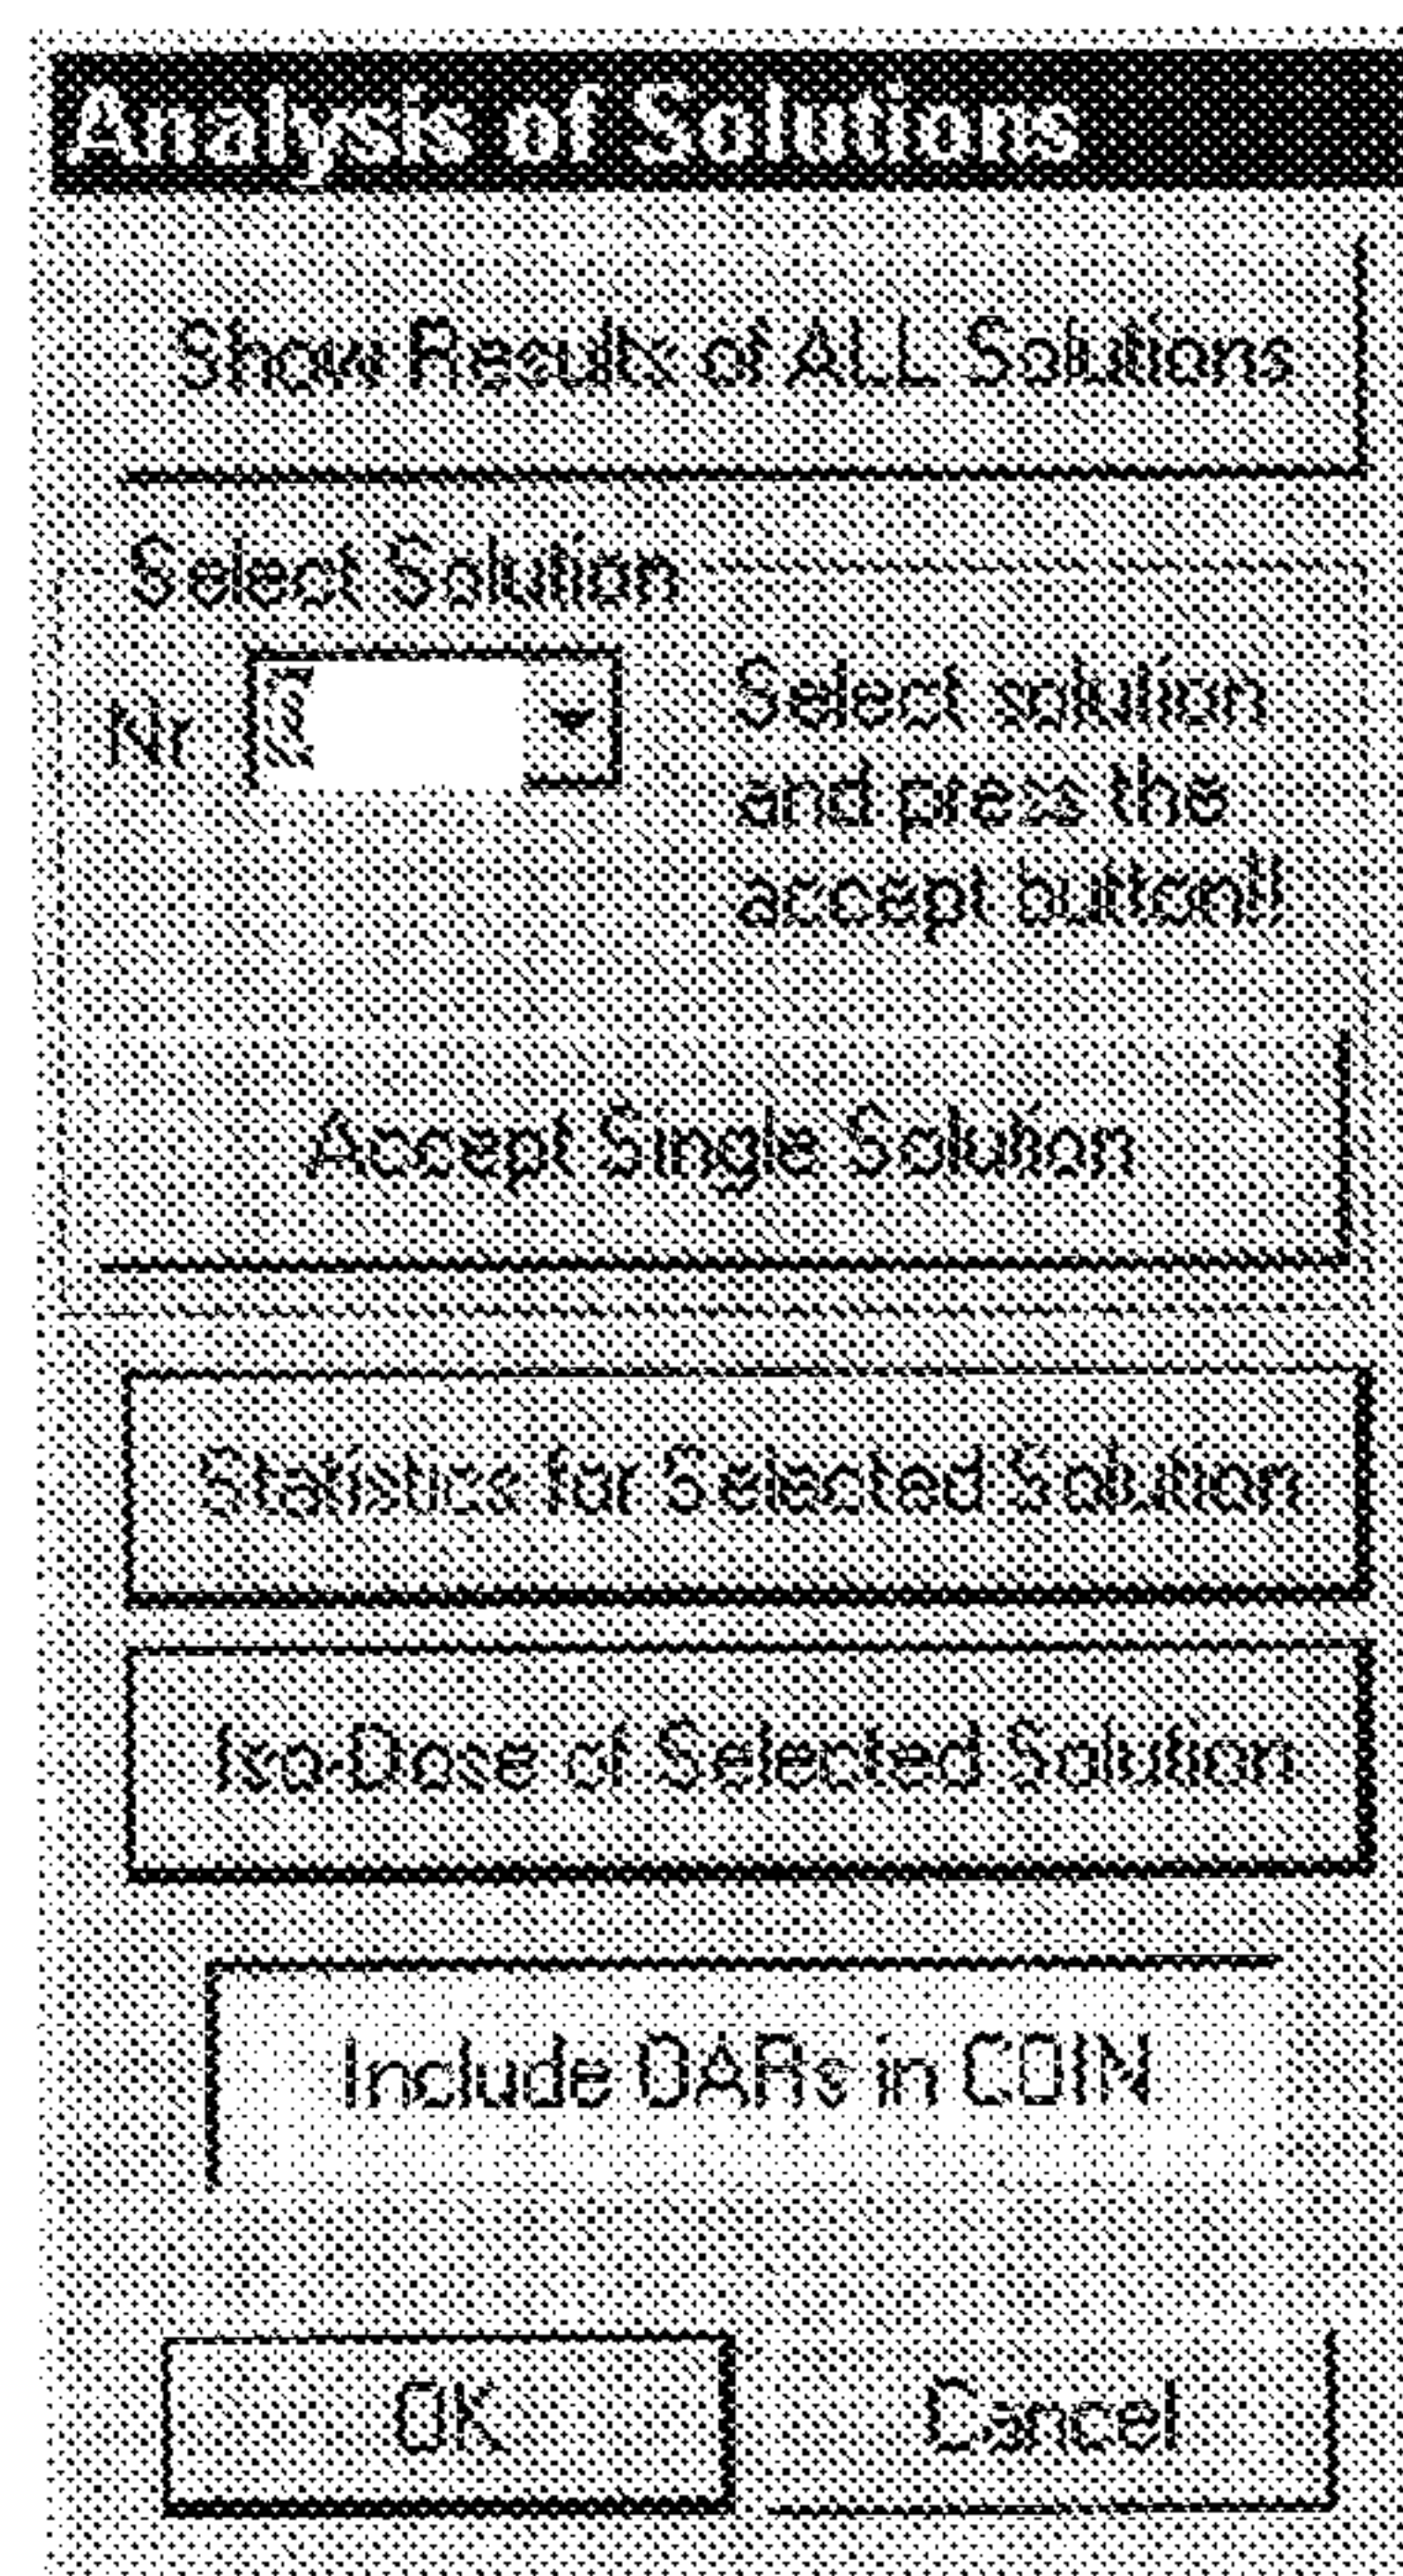 Analysis of Solutions
Show Results of ALL Solutions
Select Solution
Nr
Select solution
and press the
accept button!!
Accept Single Solution
Statistics for Selected Solution
Iso-Dose of Selected Solution
Include OARs in COIN
OK
Cancel